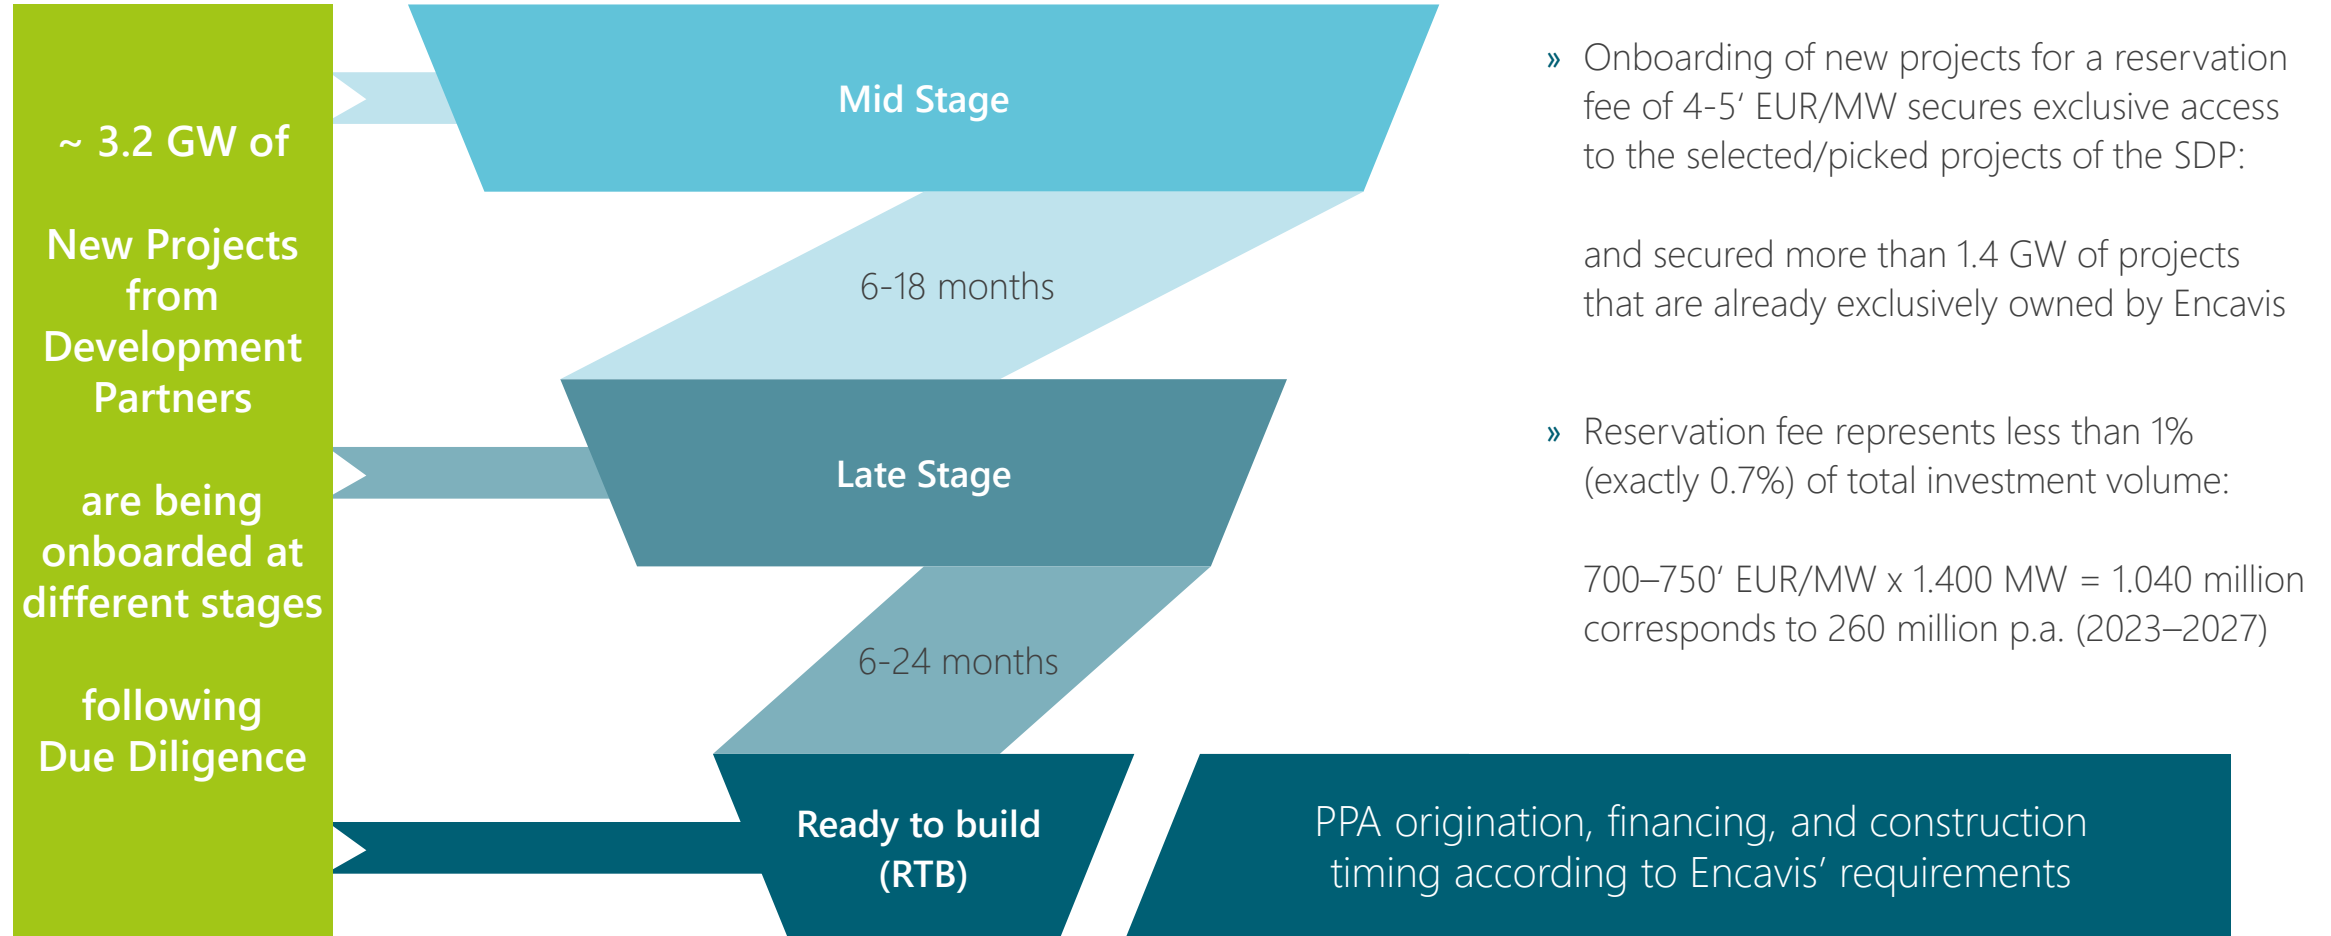 ~ 3.2 GW of
New Projects
from
Development
Partners
are being
onboarded at
different stages
following
Due Diligence
Mid Stage
6-18 months
Late Stage
6-24 months
Ready to build
(RTB)
» Onboarding of new projects for a reservation
fee of 4-5‘ EUR/MW secures exclusive access
to the selected/picked projects of the SDP:
and secured more than 1.4 GW of projects
that are already exclusively owned by Encavis
» Reservation fee represents less than 1%
(exactly 0.7%) of total investment volume:
700–750‘ EUR/MW x 1.400 MW = 1.040 million
corresponds to 260 million p.a. (2023–2027)
PPA origination, financing, and construction
timing according to Encavis’ requirements